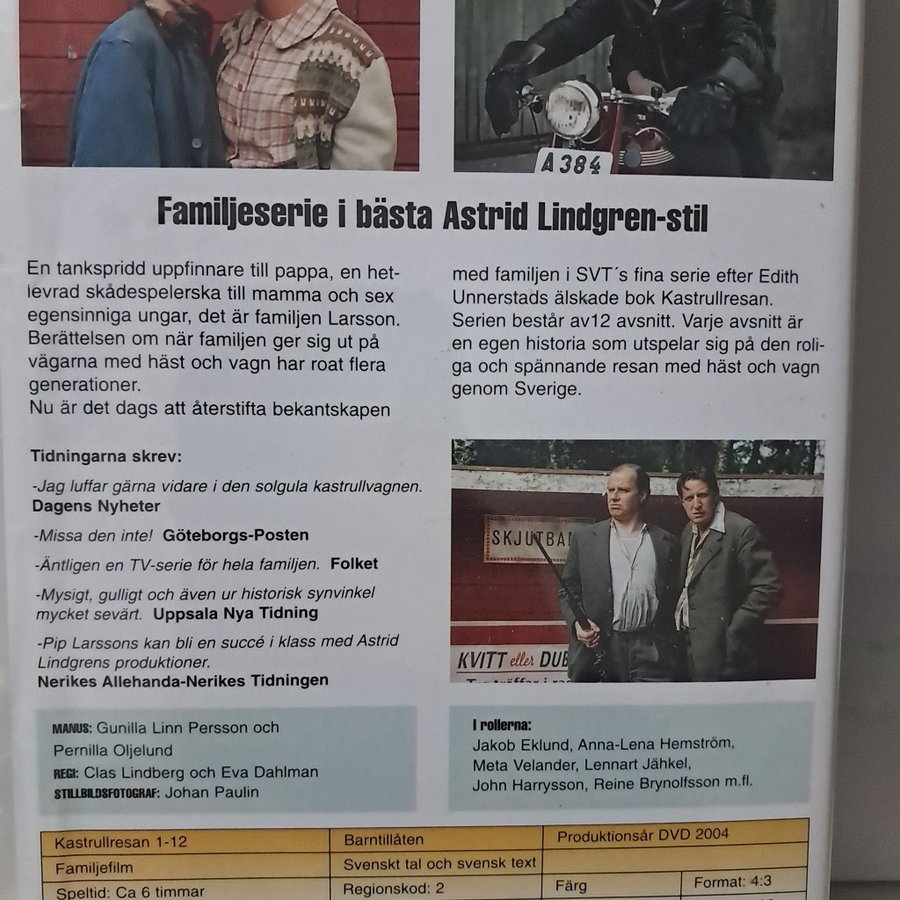 A 384
Familjeserie i bästa Astrid Lindgren-stil
En tankspridd uppfinnare till pappa, en het-
levrad skådespelerska till mamma och sex
egensinniga ungar, det är familjen Larsson.
Berättelsen om när familjen ger sig ut på
vägarna med häst och vagn har roat flera
generationer.
Nu är det dags att återstifta bekantskapen
med familjen i SVT´s fina serie efter Edith
Unnerstads älskade bok Kastrullresan.
Serien består av12 avsnitt. Varje avsnitt är
en egen historia som utspelar sig på den roli-
ga och spännande resan med häst och vagn
genom Sverige.
Tidningarna skrev:
-Jag luffar gärna vidare i den solgula kastrullvagnen.
Dagens Nyheter
-Missa den inte! Göteborgs-Posten
-Äntligen en TV-serie för hela familjen. Folket
-Mysigt, gulligt och även ur historisk synvinkel
mycket sevärt. Uppsala Nya Tidning
-Pip Larssons kan bli en succé i klass med Astrid
Lindgrens produktioner.
Nerikes Allehanda-Nerikes Tidningen
SKJUTBA
KVITT eller DUB
MANUS: Gunilla Linn Persson och
Pernilla Oljelund
REGI: Clas Lindberg och Eva Dahlman
STILLBILDSFOTOGRAF: Johan Paulin
I rollerna:
Jakob Eklund, Anna-Lena Hemström,
Meta Velander, Lennart Jähkel,
John Harrysson, Reine Brynolfsson m.fl.
Kastrullresan 1-12 Barntillåten Produktionsår DVD 2004
Familjefilm Svenskt tal och svensk text
Speltid: Ca 6 timmar Regionskod: 2 Färg Format: 4:3